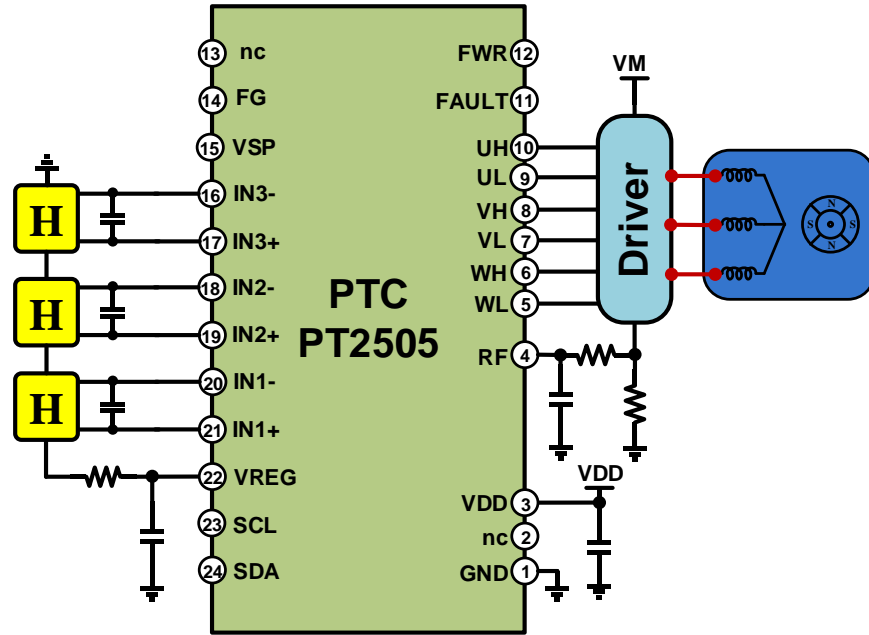 13 nc
14 FG
15 VSP
16 IN3-
17 IN3+
18 IN2-
19 IN2+
20 IN1-
21 IN1+
22 VREG
23 SCL
24 SDA
H
H
H
PTC
PT2505
FWR 12
FAULT 11
UH 10
UL 9
VH 8
VL 7
WH 6
WL 5
RF 4
VDD 3
nc 2
GND 1
VM
Driver
VDD
N
S
S
N